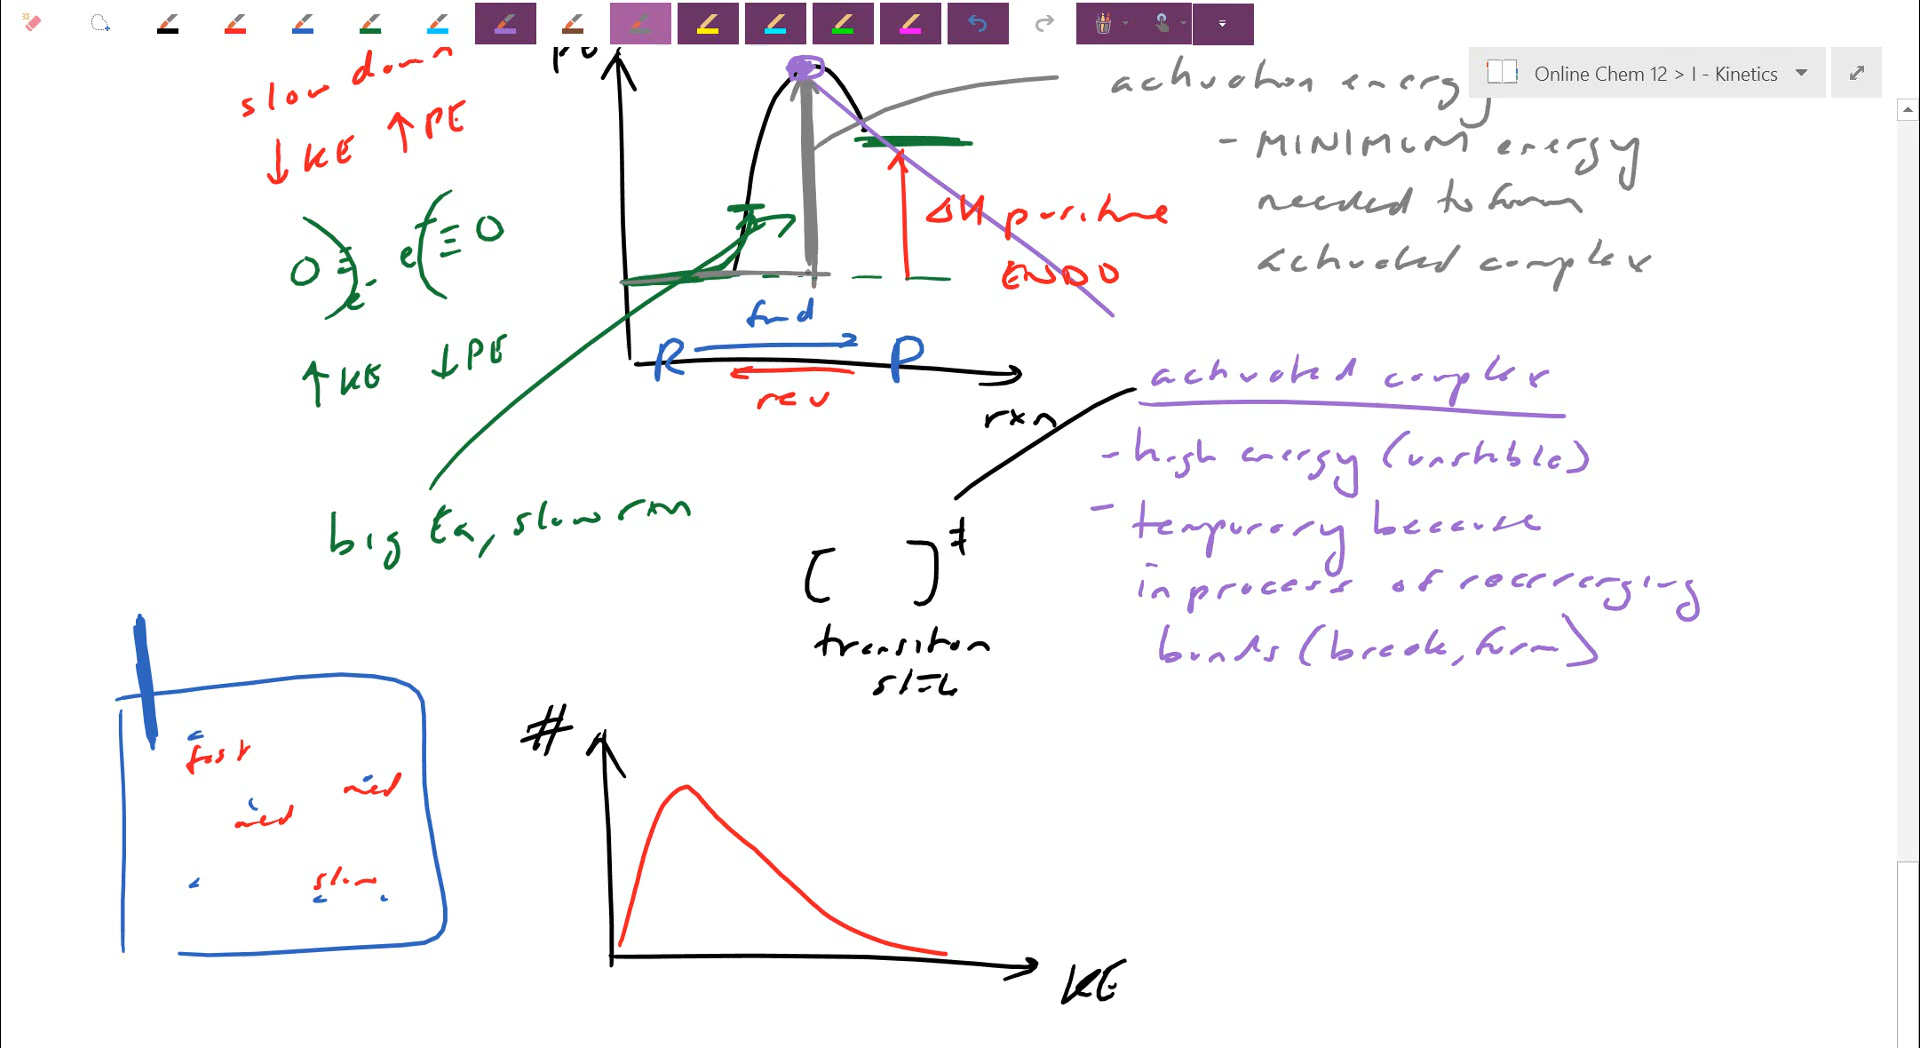 Online Chem 12 > I - Kinetics
slow down
↓ KE ↑ PE
O e- e- O
↑ KE ↓ PE
PE
activation energy
- MINIMUM energy
needed to form
activated complex
ΔH positive
ENDO
fwd
R P
rev
rxn
big Ea, slow rxn
activated complex
- high energy (unstable)
- temporary because
in process of rearranging
bonds (break, form)
[ ]‡
transition
state
fast
med
med
slow
#
KE